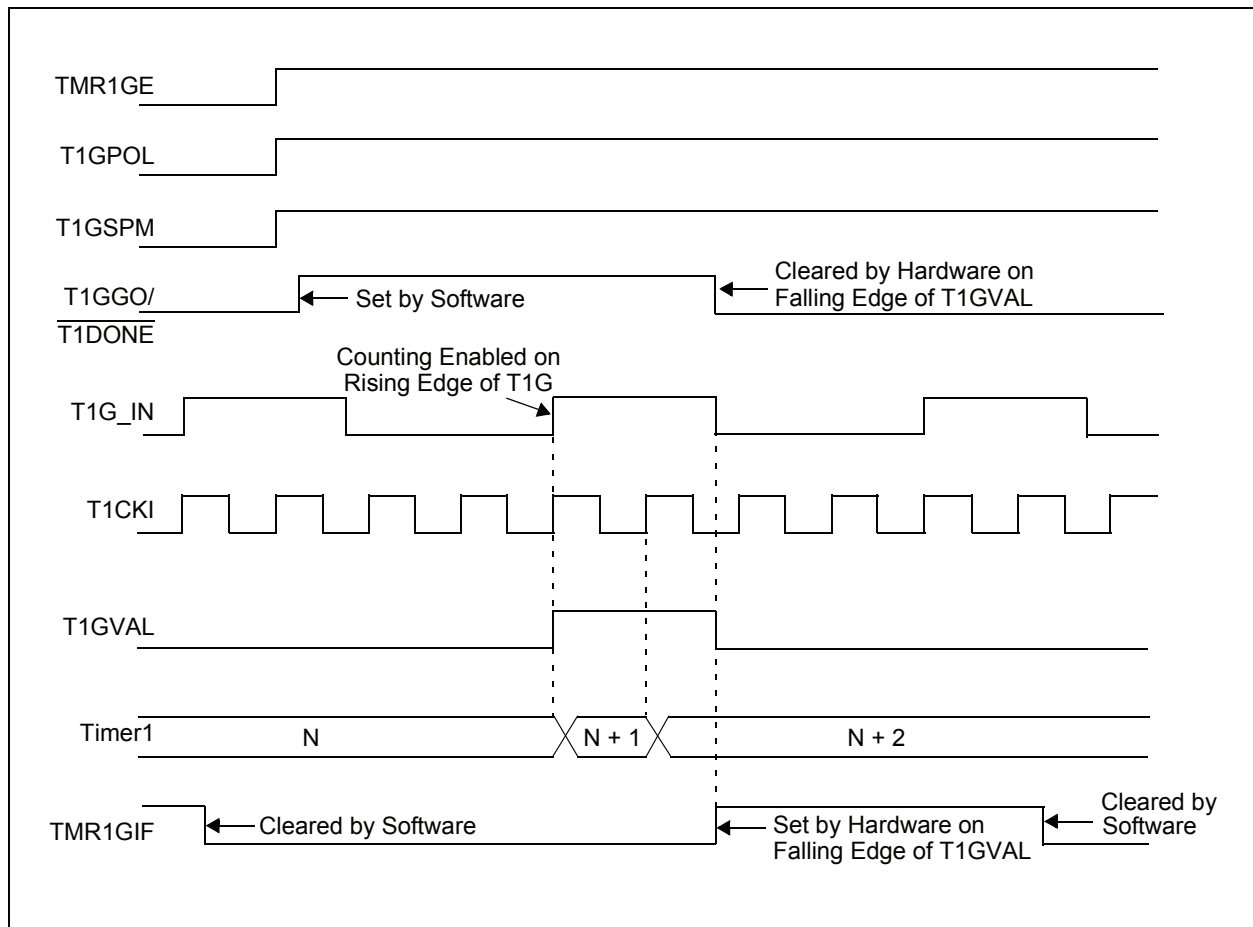 TMR1GE
T1GPOL
T1GSPM
T1GGO/
T1DONE
Set by Software
Cleared by Hardware on
Falling Edge of T1GVAL
Counting Enabled on
Rising Edge of T1G
T1G_IN
T1CKI
T1GVAL
Timer1
N
N + 1
N + 2
TMR1GIF
Cleared by Software
Set by Hardware on
Falling Edge of T1GVAL
Cleared by
Software